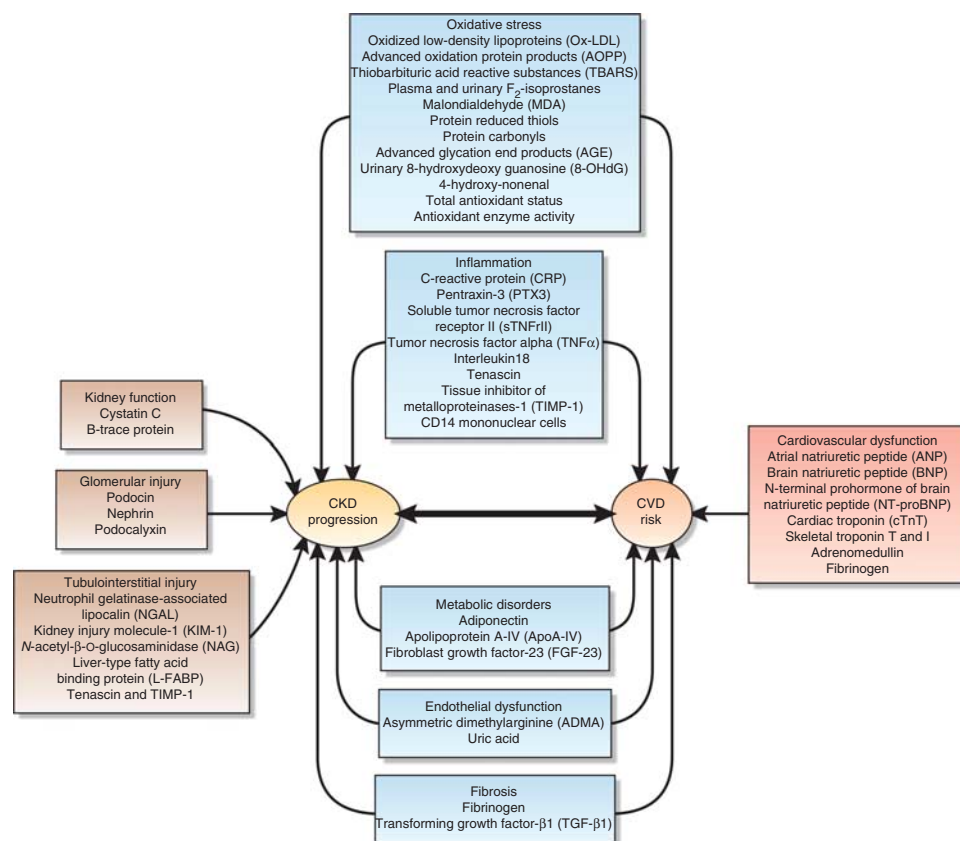 Oxidative stress
Oxidized low-density lipoproteins (Ox-LDL)
Advanced oxidation protein products (AOPP)
Thiobarbituric acid reactive substances (TBARS)
Plasma and urinary F₂-isoprostanes
Malondialdehyde (MDA)
Protein reduced thiols
Protein carbonyls
Advanced glycation end products (AGE)
Urinary 8-hydroxydeoxy guanosine (8-OHdG)
4-hydroxy-nonenal
Total antioxidant status
Antioxidant enzyme activity
Inflammation
C-reactive protein (CRP)
Pentraxin-3 (PTX3)
Soluble tumor necrosis factor
receptor II (sTNFrII)
Tumor necrosis factor alpha (TNFα)
Interleukin18
Tenascin
Tissue inhibitor of
metalloproteinases-1 (TIMP-1)
CD14 mononuclear cells
Kidney function
Cystatin C
B-trace protein
Glomerular injury
Podocin
Nephrin
Podocalyxin
Tubulointerstitial injury
Neutrophil gelatinase-associated
lipocalin (NGAL)
Kidney injury molecule-1 (KIM-1)
N-acetyl-β-O-glucosaminidase (NAG)
Liver-type fatty acid
binding protein (L-FABP)
Tenascin and TIMP-1
CKD
progression
CVD
risk
Cardiovascular dysfunction
Atrial natriuretic peptide (ANP)
Brain natriuretic peptide (BNP)
N-terminal prohormone of brain
natriuretic peptide (NT-proBNP)
Cardiac troponin (cTnT)
Skeletal troponin T and I
Adrenomedullin
Fibrinogen
Metabolic disorders
Adiponectin
Apolipoprotein A-IV (ApoA-IV)
Fibroblast growth factor-23 (FGF-23)
Endothelial dysfunction
Asymmetric dimethylarginine (ADMA)
Uric acid
Fibrosis
Fibrinogen
Transforming growth factor-β1 (TGF-β1)